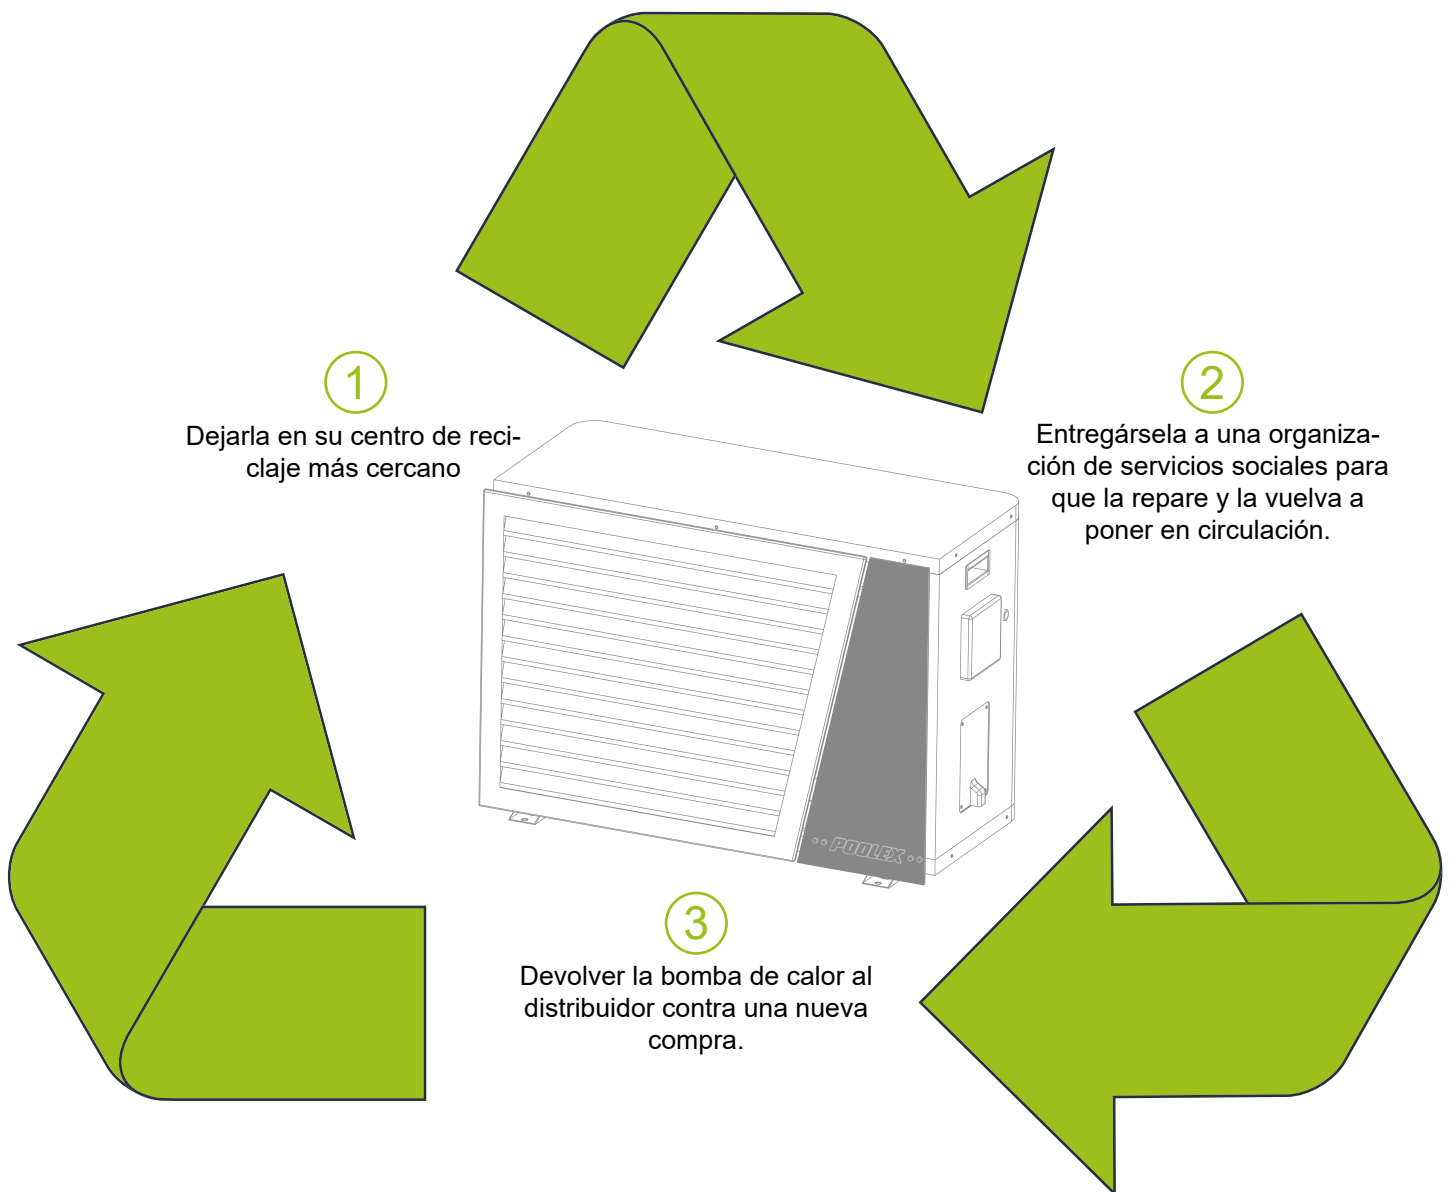 1
Dejarla en su centro de reci-
claje más cercano
2
Entregársela a una organiza-
ción de servicios sociales para
que la repare y la vuelva a
poner en circulación.
POOLEX
3
Devolver la bomba de calor al
distribuidor contra una nueva
compra.